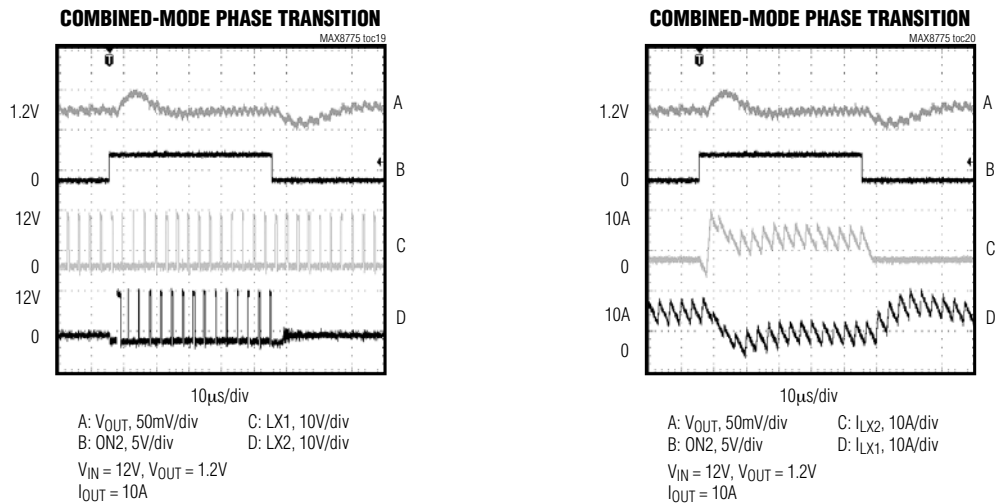 COMBINED-MODE PHASE TRANSITION
MAX8775 toc19
T
1.2V
A
0
B
12V
0
C
12V
0
D
10μs/div
A: VOUT, 50mV/div
B: ON2, 5V/div
C: LX1, 10V/div
D: LX2, 10V/div
VIN = 12V, VOUT = 1.2V
IOUT = 10A
COMBINED-MODE PHASE TRANSITION
MAX8775 toc20
T
1.2V
A
0
B
10A
0
C
10A
0
D
10μs/div
A: VOUT, 50mV/div
B: ON2, 5V/div
C: ILX2, 10A/div
D: ILX1, 10A/div
VIN = 12V, VOUT = 1.2V
IOUT = 10A